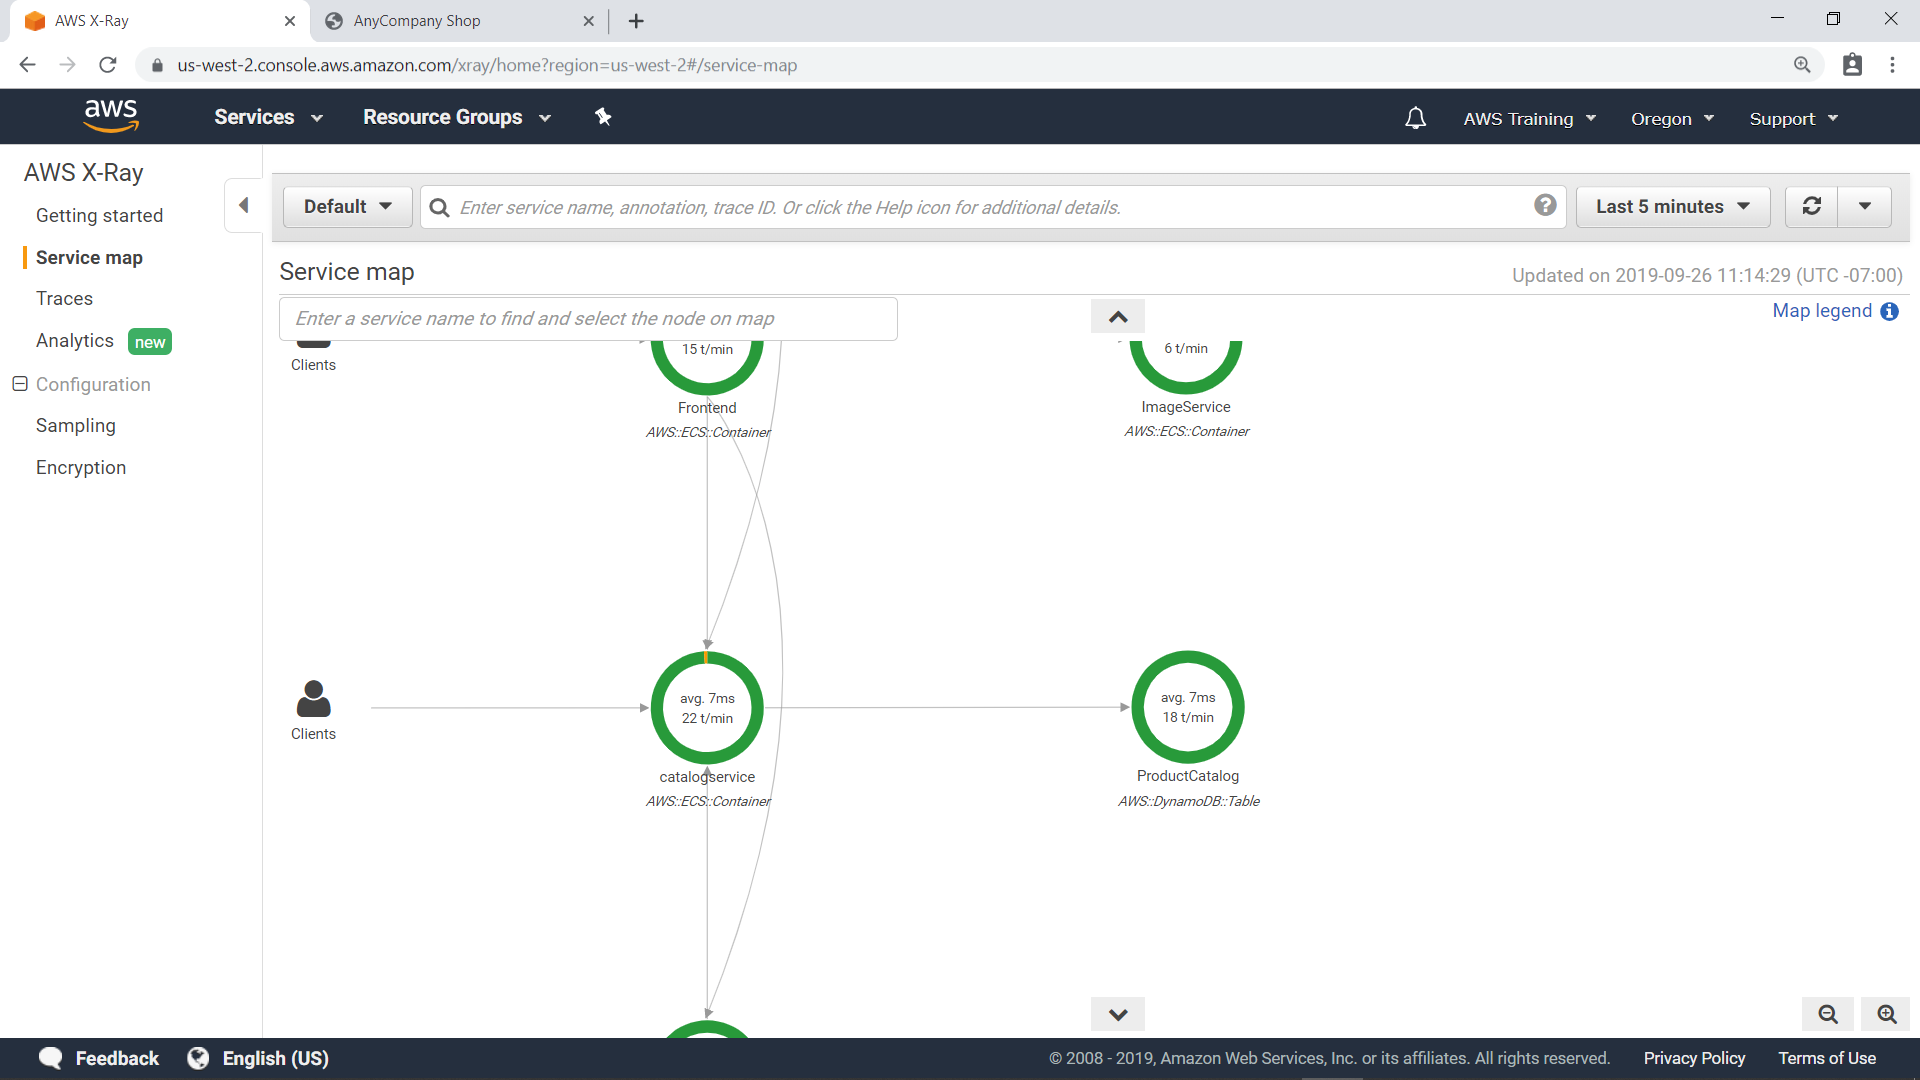 AWS X-Ray
AnyCompany Shop
us-west-2.console.aws.amazon.com/xray/home?region=us-west-2#/service-map
aws
Services
Resource Groups
AWS Training
Oregon
Support
AWS X-Ray
Getting started
Service map
Traces
Analytics new
Configuration
Sampling
Encryption
Default
Enter service name, annotation, trace ID. Or click the Help icon for additional details.
Last 5 minutes
Service map
Updated on 2019-09-26 11:14:29 (UTC -07:00)
Enter a service name to find and select the node on map
Map legend
Clients
15 t/min
Frontend
AWS::ECS::Container
6 t/min
ImageService
AWS::ECS::Container
Clients
avg. 7ms
22 t/min
catalogservice
AWS::ECS::Container
avg. 7ms
18 t/min
ProductCatalog
AWS::DynamoDB::Table
Feedback
English (US)
© 2008 - 2019, Amazon Web Services, Inc. or its affiliates. All rights reserved.
Privacy Policy
Terms of Use